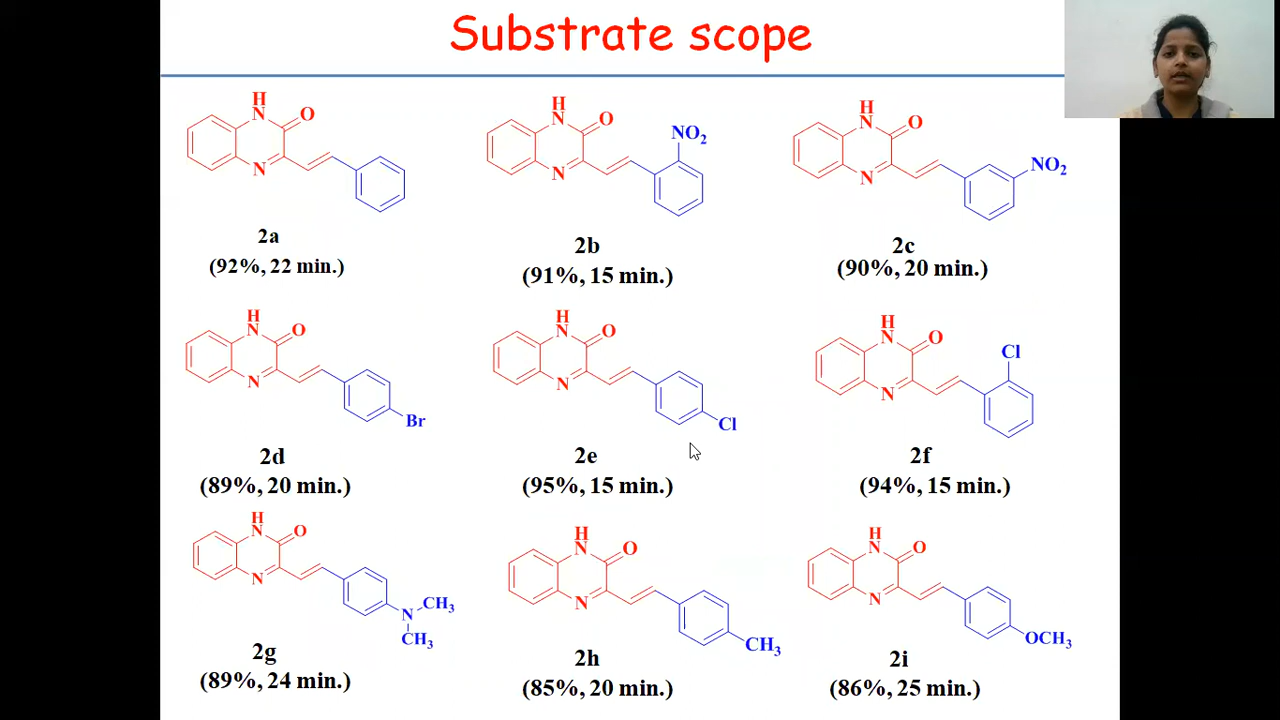 Substrate scope
H
N
O
N
2a
(92%, 22 min.)
H
N
O
N
NO2
2b
(91%, 15 min.)
H
N
O
N
NO2
2c
(90%, 20 min.)
H
N
O
N
Br
2d
(89%, 20 min.)
H
N
O
N
Cl
2e
(95%, 15 min.)
H
N
O
N
Cl
2f
(94%, 15 min.)
H
N
O
N
N
CH3
CH3
2g
(89%, 24 min.)
H
N
O
N
CH3
2h
(85%, 20 min.)
H
N
O
N
OCH3
2i
(86%, 25 min.)